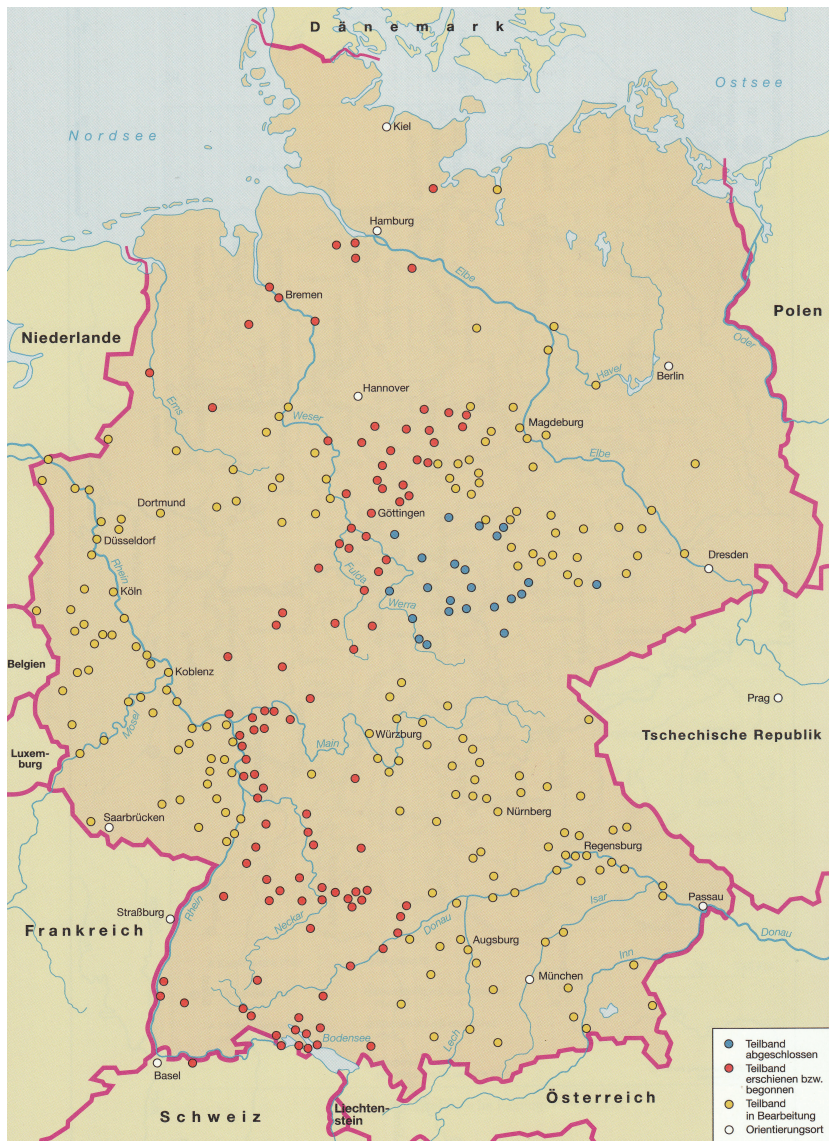 Dänemark
Ostsee
Nordsee
Kiel
Hamburg
Elbe
Bremen
Niederlande
Polen
Oder
Havel
Berlin
Ems
Hannover
Weser
Magdeburg
Elbe
Dortmund
Göttingen
Düsseldorf
Dresden
Rhein
Fulda
Köln
Werra
Belgien
Koblenz
Prag
Mosel
Würzburg
Main
Tschechische Republik
Luxem-
burg
Saarbrücken
Nürnberg
Regensburg
Passau
Isar
Straßburg
Rhein
Neckar
Donau
Frankreich
Augsburg
Donau
Inn
München
Lech
Bodensee
Basel
Österreich
Liechten-
stein
Schweiz
Teilband
abgeschlossen
Teilband
erschienen bzw.
begonnen
Teilband
in Bearbeitung
Orientierungsort